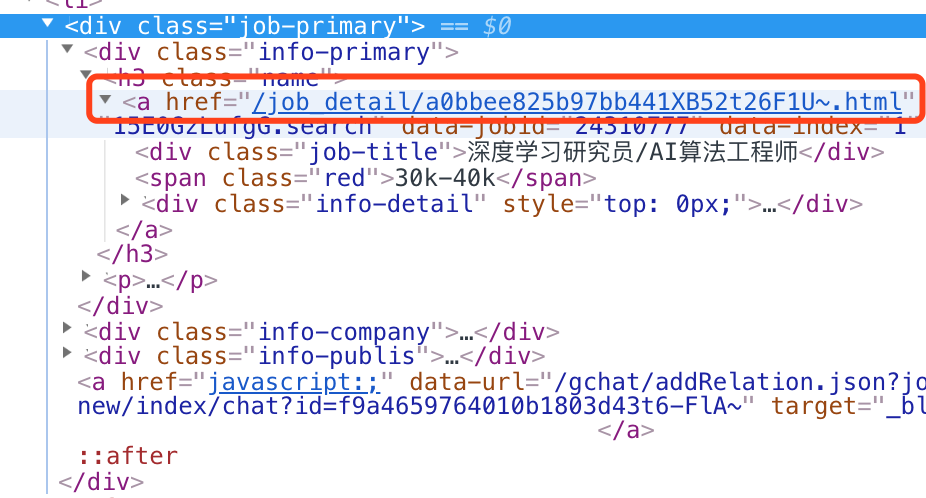 <li>
<div class="job-primary"> == $0
<div class="info-primary">
<h3 class="name">
<a href="/job_detail/a0bbee825b97bb441XB52t26F1U~.html"
"15E0GzLufgG.search" data-jobid="24310777" data-index="1"
<div class="job-title">深度学习研究员/AI算法工程师</div>
<span class="red">30k-40k</span>
<div class="info-detail" style="top: 0px;">…</div>
</a>
</h3>
<p>…</p>
</div>
<div class="info-company">…</div>
<div class="info-publis">…</div>
<a href="javascript:;" data-url="/gchat/addRelation.json?jo
new/index/chat?id=f9a4659764010b1803d43t6-FlA~" target="_bl
</a>
::after
</div>